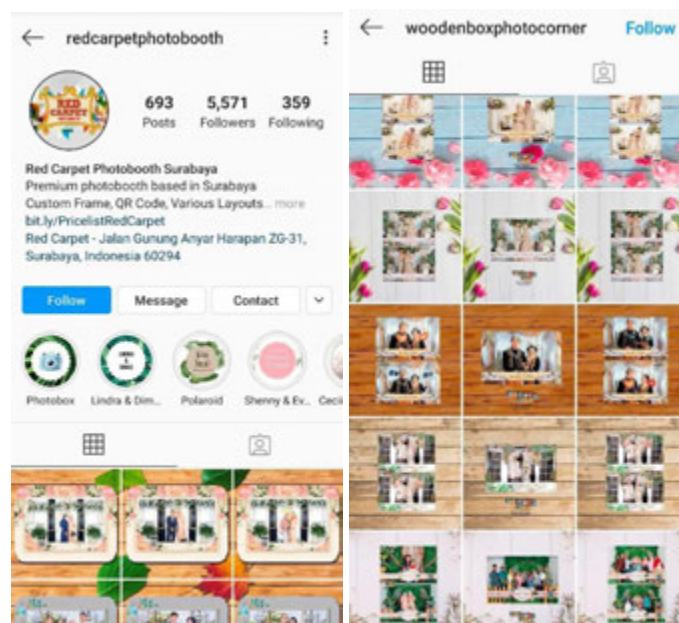 redcarpetphotobooth
RED
CARPET
693 5,571 359
Posts Followers Following
Red Carpet Photobooth Surabaya
Premium photobooth based in Surabaya
Custom Frame, QR Code, Various Layouts... more
bit.ly/PricelistRedCarpet
Red Carpet - Jalan Gunung Anyar Harapan ZG-31,
Surabaya, Indonesia 60294
Follow Message Contact
Photobox Lindra & Dim... Polaroid Shenny & Ev...
woodenboxphotocorner Follow